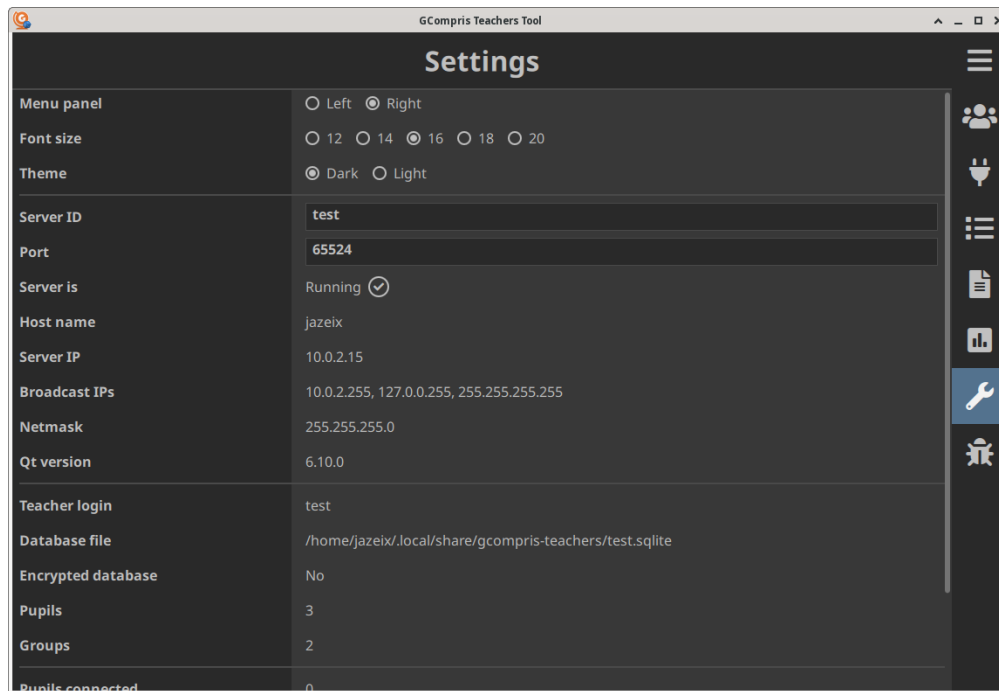 GCompris Teachers Tool
Settings
Menu panel Left Right
Font size 12 14 16 18 20
Theme Dark Light
Server ID test
Port 65524
Server is Running
Host name jazeix
Server IP 10.0.2.15
Broadcast IPs 10.0.2.255, 127.0.0.255, 255.255.255.255
Netmask 255.255.255.0
Qt version 6.10.0
Teacher login test
Database file /home/jazeix/.local/share/gcompris-teachers/test.sqlite
Encrypted database No
Pupils 3
Groups 2
Pupils connected 0